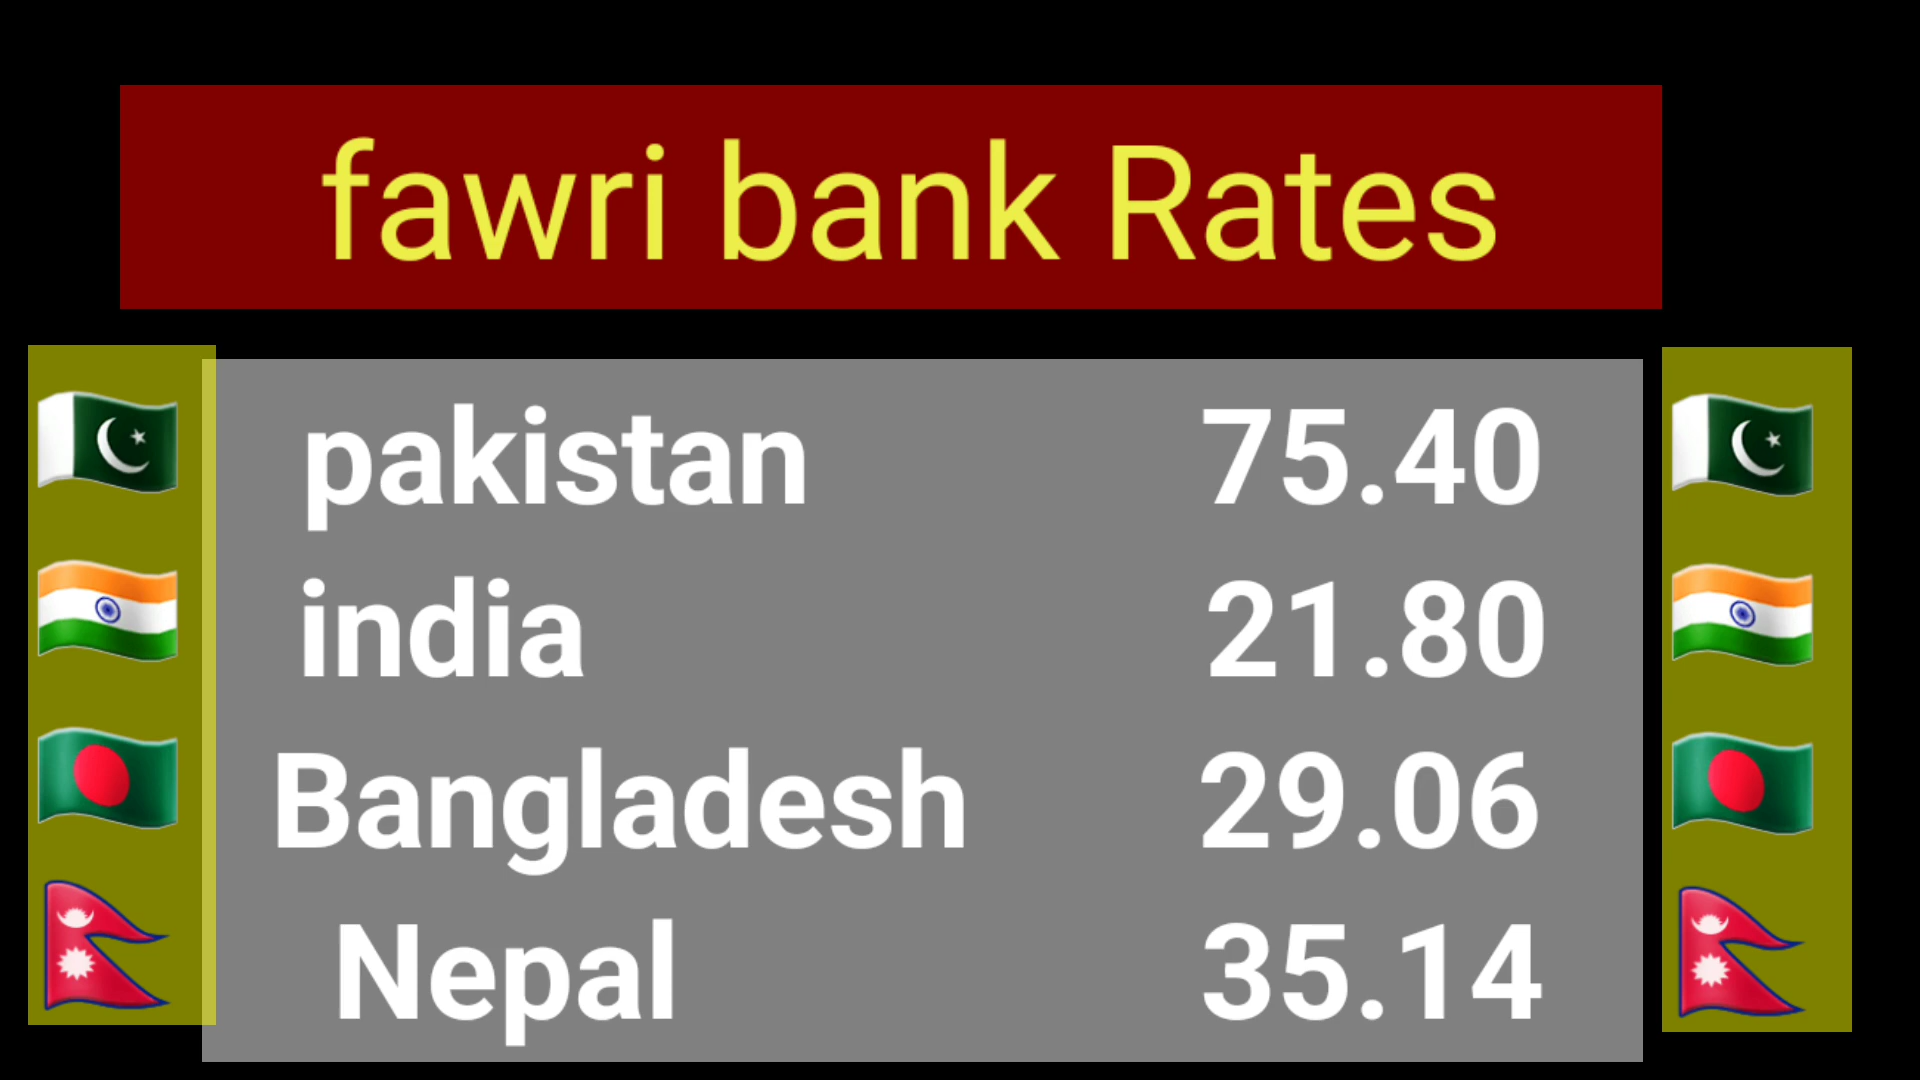 fawri bank Rates
pakistan 75.40
india 21.80
Bangladesh 29.06
Nepal 35.14